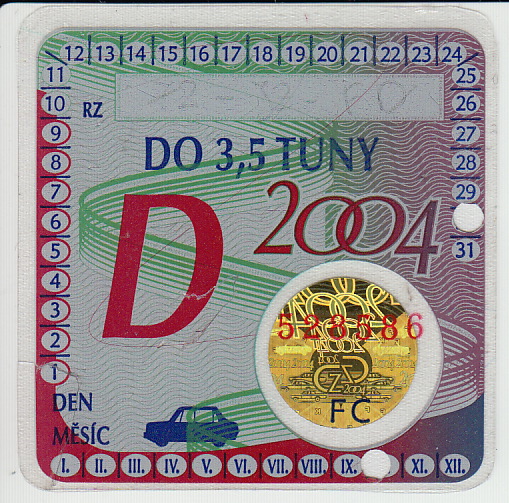 12 13 14 15 16 17 18 19 20 21 22 23 24
11 25
10 RZ 26
9 27
8 DO 3,5 TUNY 28
7 29
6 D 2004
5 31
4
3 528586
2
1 2004
DEN FC
MĚSÍC
I. II. III. IV. V. VI. VII. VIII. IX. XI. XII.